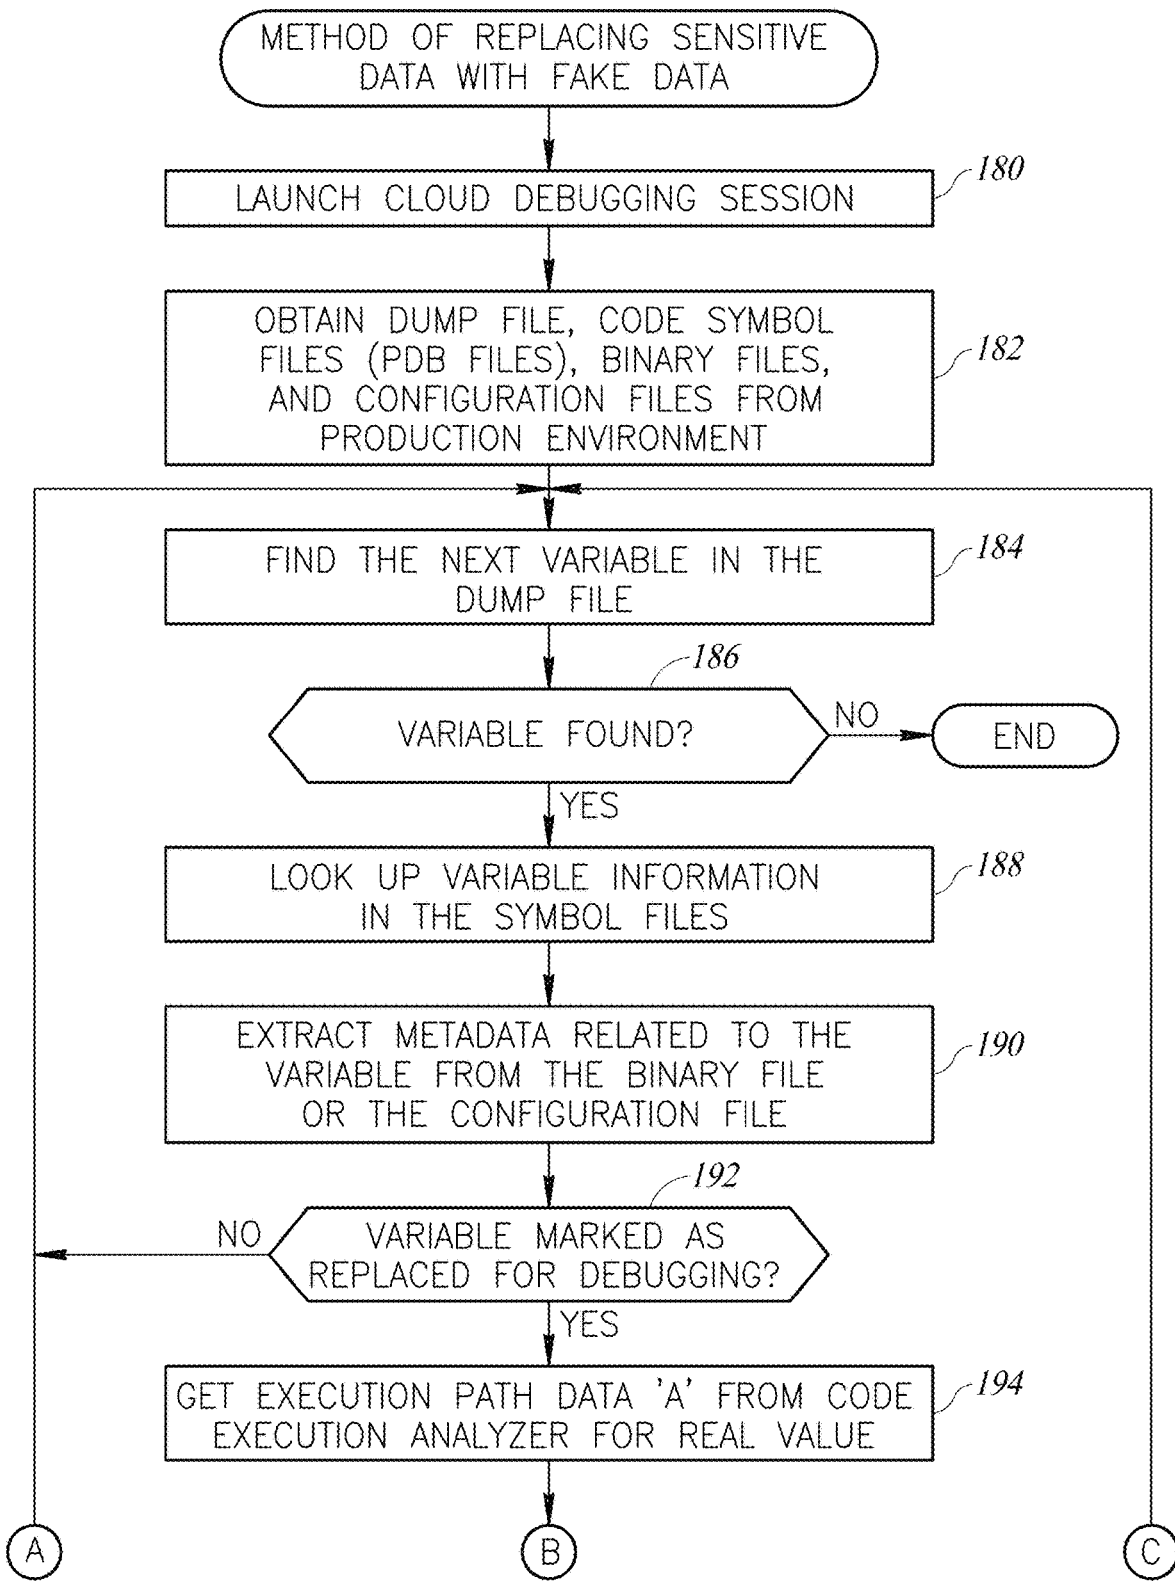 METHOD OF REPLACING SENSITIVE
DATA WITH FAKE DATA
180
LAUNCH CLOUD DEBUGGING SESSION
OBTAIN DUMP FILE, CODE SYMBOL
FILES (PDB FILES), BINARY FILES,
AND CONFIGURATION FILES FROM
PRODUCTION ENVIRONMENT
182
FIND THE NEXT VARIABLE IN THE
DUMP FILE
184
186
VARIABLE FOUND?
NO
END
YES
LOOK UP VARIABLE INFORMATION
IN THE SYMBOL FILES
188
EXTRACT METADATA RELATED TO THE
VARIABLE FROM THE BINARY FILE
OR THE CONFIGURATION FILE
190
192
NO
VARIABLE MARKED AS
REPLACED FOR DEBUGGING?
YES
GET EXECUTION PATH DATA 'A' FROM CODE
EXECUTION ANALYZER FOR REAL VALUE
194
A
B
C